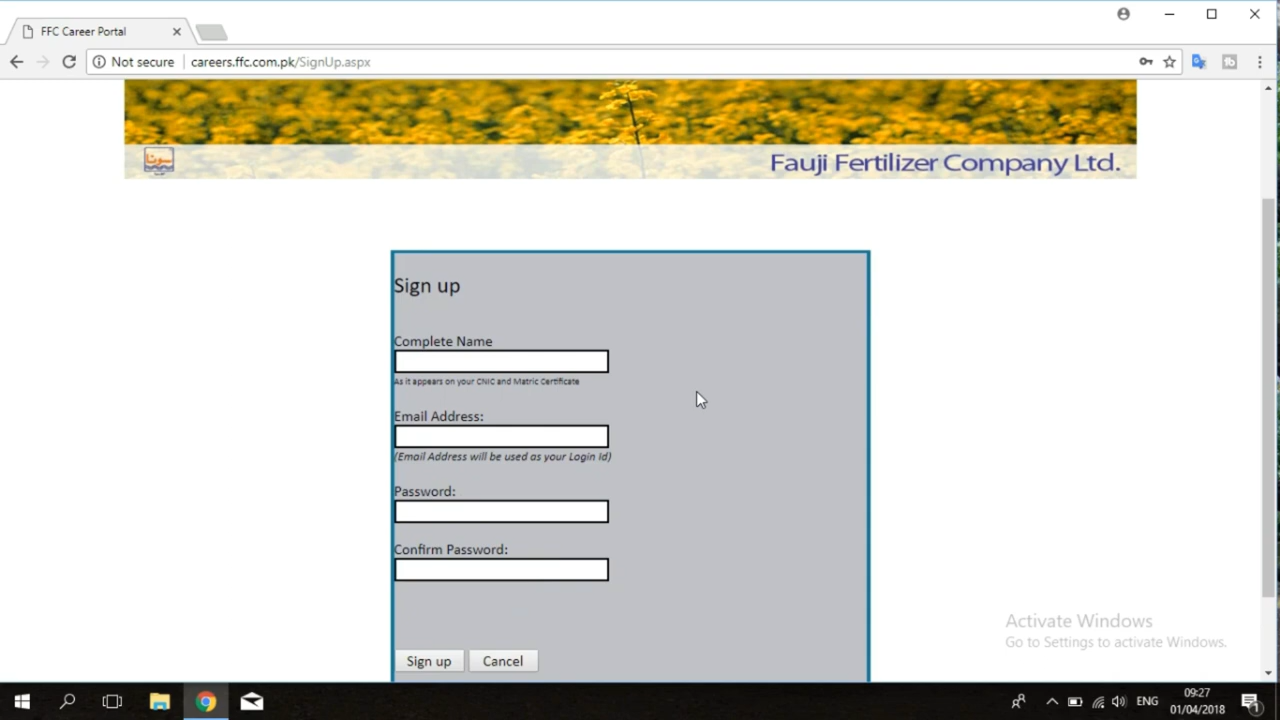 FFC Career Portal
Not secure careers.ffc.com.pk/SignUp.aspx
سونا
Fauji Fertilizer Company Ltd.
Sign up
Complete Name
As it appears on your CNIC and Matric Certificate
Email Address:
(Email Address will be used as your Login Id)
Password:
Confirm Password:
Sign up Cancel
Activate Windows
Go to Settings to activate Windows.
ENG
09:27
01/04/2018
1